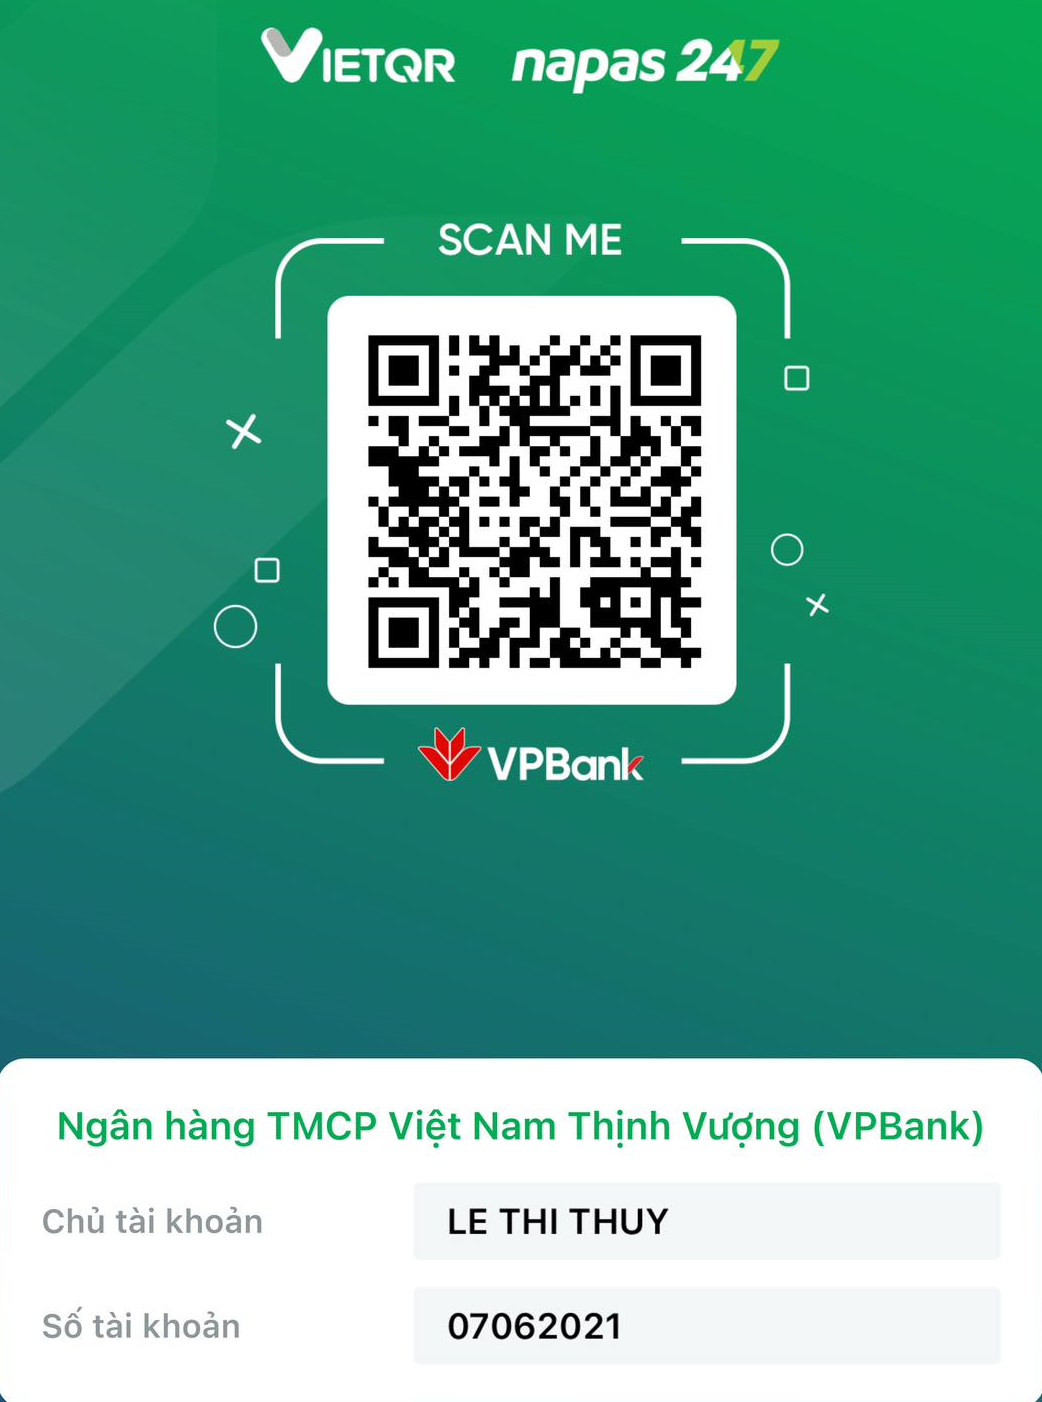 VIETQR napas 247
SCAN ME
VPBank
Ngân hàng TMCP Việt Nam Thịnh Vượng (VPBank)
Chủ tài khoản LE THI THUY
Số tài khoản 07062021